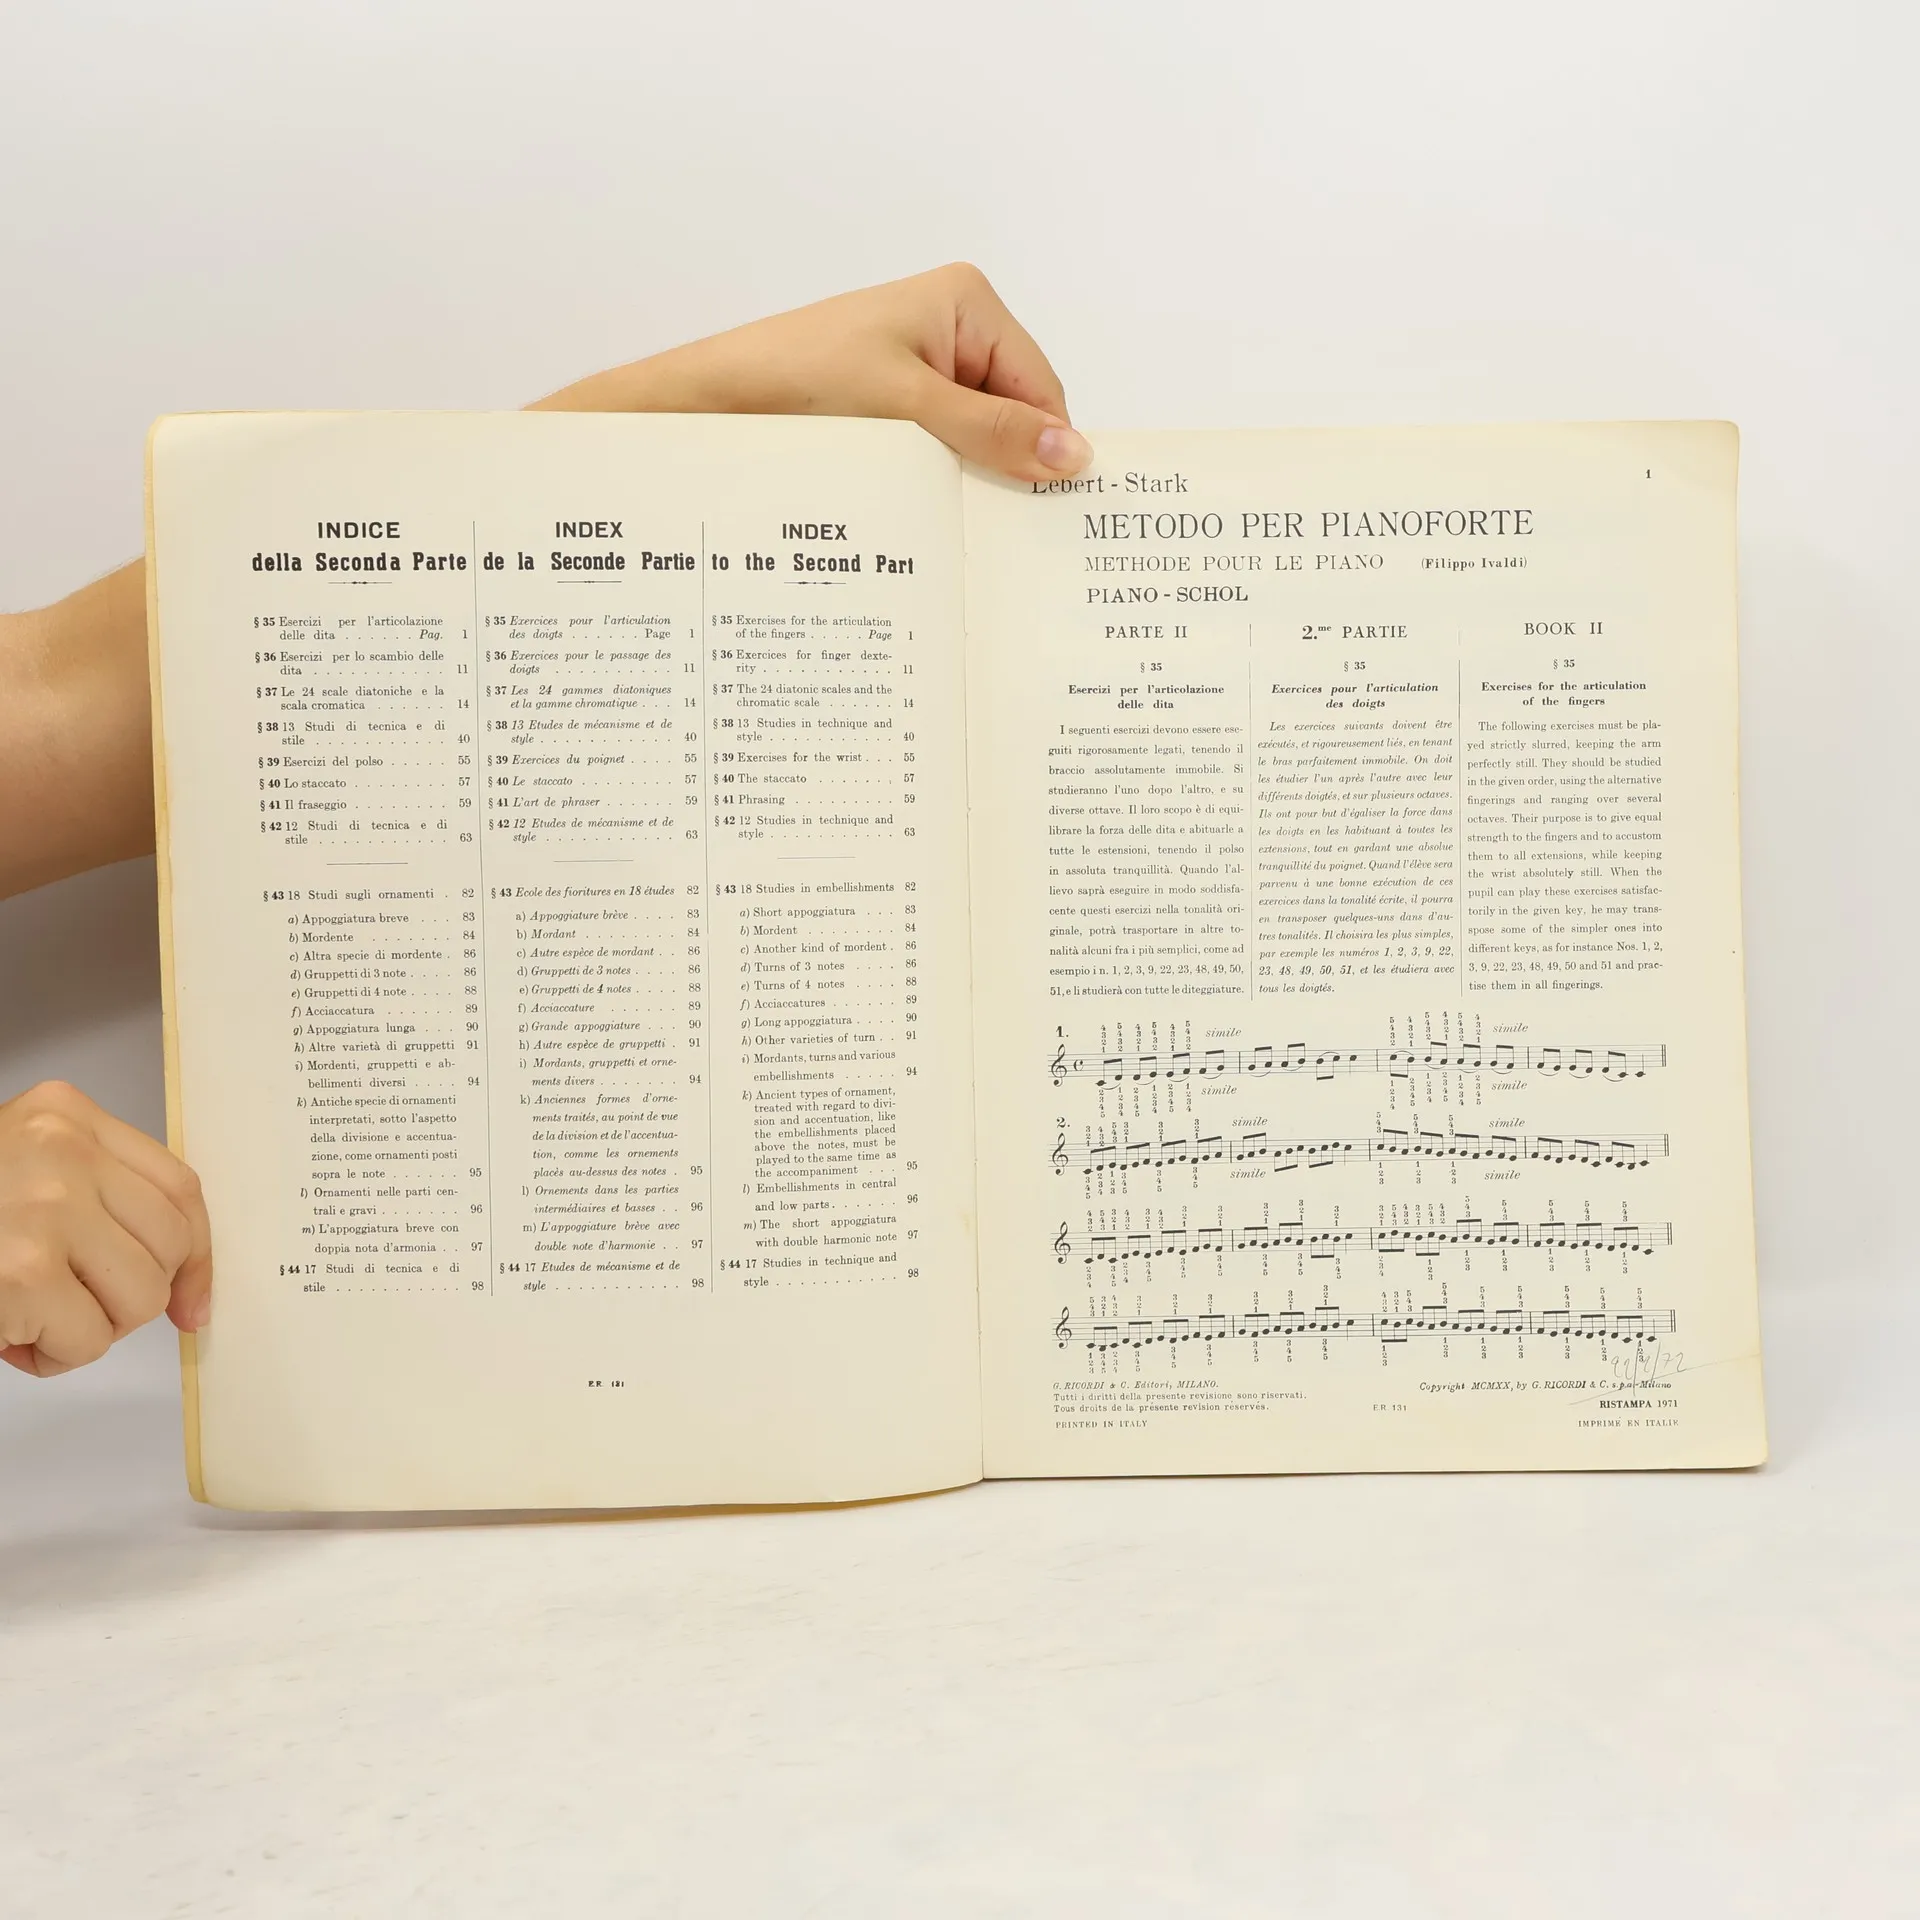 INDICE
della Seconda Parte
§ 35 Esercizi per l'articolazione
delle dita . . . . . . Pag. 1
§ 36 Esercizi per lo scambio delle
dita . . . . . . . . . . . 11
§ 37 Le 24 scale diatoniche e la
scala cromatica . . . . . . 14
§ 38 13 Studi di tecnica e di
stile . . . . . . . . . . . 40
§ 39 Esercizi del polso . . . . . 55
§ 40 Lo staccato . . . . . . . . 57
§ 41 Il fraseggio . . . . . . . . 59
§ 42 12 Studi di tecnica e di
stile . . . . . . . . . . . 63
§ 43 18 Studi sugli ornamenti . 82
a) Appoggiatura breve . . . 83
b) Mordente . . . . . . . 84
c) Altra specie di mordente . 86
d) Gruppetti di 3 note . . . . 86
e) Gruppetti di 4 note . . . . 88
f) Acciaccatura . . . . . . 89
g) Appoggiatura lunga . . . 90
h) Altre varietà di gruppetti 91
i) Mordenti, gruppetti e ab-
bellimenti diversi . . . . 94
k) Antiche specie di ornamenti
interpretati, sotto l'aspetto
della divisione e accentua-
zione, come ornamenti posti
sopra le note . . . . . . 95
l) Ornamenti nelle parti cen-
trali e gravi . . . . . . . 96
m) L'appoggiatura breve con
doppia nota d'armonia . . 97
§ 44 17 Studi di tecnica e di
stile . . . . . . . . . . . 98
INDEX
de la Seconde Partie
§ 35 Exercices pour l'articulation
des doigts . . . . . . Page 1
§ 36 Exercices pour le passage des
doigts . . . . . . . . . . 11
§ 37 Les 24 gammes diatoniques
et la gamme chromatique . . . 14
§ 38 13 Etudes de mécanisme et de
style . . . . . . . . . . . 40
§ 39 Exercices du poignet . . . . 55
§ 40 Le staccato . . . . . . . . 57
§ 41 L'art de phraser . . . . . . 59
§ 42 12 Etudes de mécanisme et de
style . . . . . . . . . . . 63
§ 43 Ecole des fioritures en 18 études 82
a) Appoggiature brève . . . . 83
b) Mordant . . . . . . . . 84
c) Autre espèce de mordant . . 86
d) Gruppetti de 3 notes . . . . 86
e) Gruppetti de 4 notes . . . . 88
f) Acciaccature . . . . . . 89
g) Grande appoggiature . . . 90
h) Autre espèce de gruppetti . 91
i) Mordants, gruppetti et orne-
ments divers . . . . . . . 94
k) Anciennes formes d'orne-
ments traités, au point de vue
de la division et de l'accentua-
tion, comme les ornements
placès au-dessus des notes . 95
l) Ornements dans les parties
intermédiaires et basses . . 96
m) L'appoggiature brève avec
double note d'harmonie . . 97
§ 44 17 Etudes de mécanisme et de
style . . . . . . . . . . . 98
INDEX
to the Second Part
§ 35 Exercises for the articulation
of the fingers . . . . . Page 1
§ 36 Exercices for finger dexte-
rity . . . . . . . . . . 11
§ 37 The 24 diatonic scales and the
chromatic scale . . . . . . 14
§ 38 13 Studies in technique and
style . . . . . . . . . . . 40
§ 39 Exercises for the wrist . . . 55
§ 40 The staccato . . . . . . . 57
§ 41 Phrasing . . . . . . . . . 59
§ 42 12 Studies in technique and
style . . . . . . . . . . . 63
§ 43 18 Studies in embellishments 82
a) Short appoggiatura . . . 83
b) Mordent . . . . . . . . 84
c) Another kind of mordent . 86
d) Turns of 3 notes . . . . 86
e) Turns of 4 notes . . . . 88
f) Acciaccatures . . . . . . 89
g) Long appoggiatura . . . . 90
h) Other varieties of turn . . 91
i) Mordants, turns and various
embellishments . . . . . 94
k) Ancient types of ornament,
treated with regard to divi-
sion and accentuation, like
the embellishments placed
above the notes, must be
played to the same time as
the accompaniment . . . 95
l) Embellishments in central
and low parts . . . . . . 96
m) The short appoggiatura
with double harmonic note 97
§ 44 17 Studies in technique and
style . . . . . . . . . . . 98
E.R. 131
Lebert - Stark
1
METODO PER PIANOFORTE
METHODE POUR LE PIANO (Filippo Ivaldi)
PIANO - SCHOL
PARTE II
§ 35
Esercizi per l'articolazione
delle dita
I seguenti esercizi devono essere ese-
guiti rigorosamente legati, tenendo il
braccio assolutamente immobile. Si
studieranno l'uno dopo l'altro, e su
diverse ottave. Il loro scopo è di equi-
librare la forza delle dita e abituarle a
tutte le estensioni, tenendo il polso
in assoluta tranquillità. Quando l'al-
lievo saprà eseguire in modo soddisfa-
cente questi esercizi nella tonalità ori-
ginale, potrà trasportare in altre to-
nalità alcuni fra i più semplici, come ad
esempio i n. 1, 2, 3, 9, 22, 23, 48, 49, 50,
51, e li studierà con tutte le diteggiature.
2.me PARTIE
§ 35
Exercices pour l'articulation
des doigts
Les exercices suivants doivent être
exécutés, et rigoureusement liés, en tenant
le bras parfaitement immobile. On doit
les étudier l'un après l'autre avec leur
différents doigtés, et sur plusieurs octaves.
Ils ont pour but d'égaliser la force dans
les doigts en les habituant à toutes les
extensions, tout en gardant une absolue
tranquillité du poignet. Quand l'élève sera
parvenu à une bonne exécution de ces
exercices dans la tonalité écrite, il pourra
en transposer quelques-uns dans d'au-
tres tonalités. Il choisira les plus simples,
par exemple les numéros 1, 2, 3, 9, 22,
23, 48, 49, 50, 51, et les étudiera avec
tous les doigtés.
BOOK II
§ 35
Exercises for the articulation
of the fingers
The following exercises must be pla-
yed strictly slurred, keeping the arm
perfectly still. They should be studied
in the given order, using the alternative
fingerings and ranging over several
octaves. Their purpose is to give equal
strength to the fingers and to accustom
them to all extensions, while keeping
the wrist absolutely still. When the
pupil can play these exercises satisfac-
torily in the given key, he may trans-
spose some of the simpler ones into
different keys, as for instance Nos. 1, 2,
3, 9, 22, 23, 48, 49, 50 and 51 and prac-
tise them in all fingerings.
1.
simile
simile
simile
simile
2.
simile
simile
simile
simile
G. RICORDI & C. Editori, MILANO.
Tutti i diritti della presente revisione sono riservati.
Tous droits de la présente revision réservés.
PRINTED IN ITALY
E.R. 131
Copyright MCMXX, by G. RICORDI & C. s.p.a.-Milano
RISTAMPA 1971
IMPRIMÉ EN ITALIE